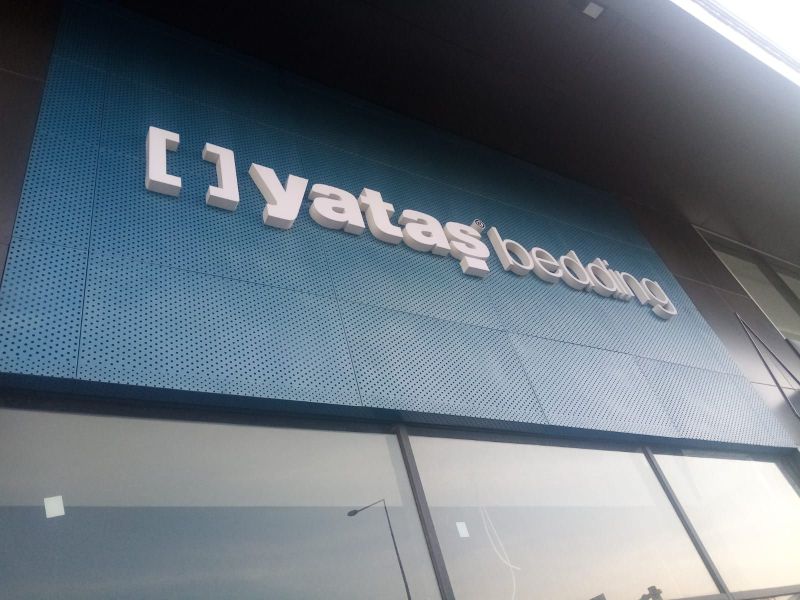 [ ] yataş® bedding